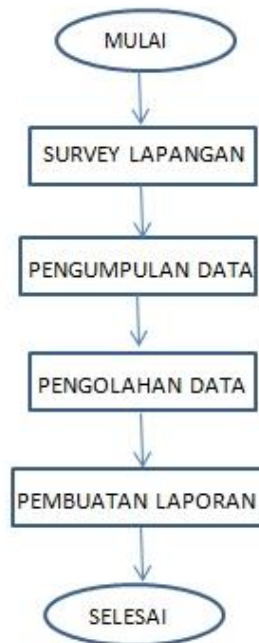 MULAI
SURVEY LAPANGAN
PENGUMPULAN DATA
PENGOLAHAN DATA
PEMBUATAN LAPORAN
SELESAI